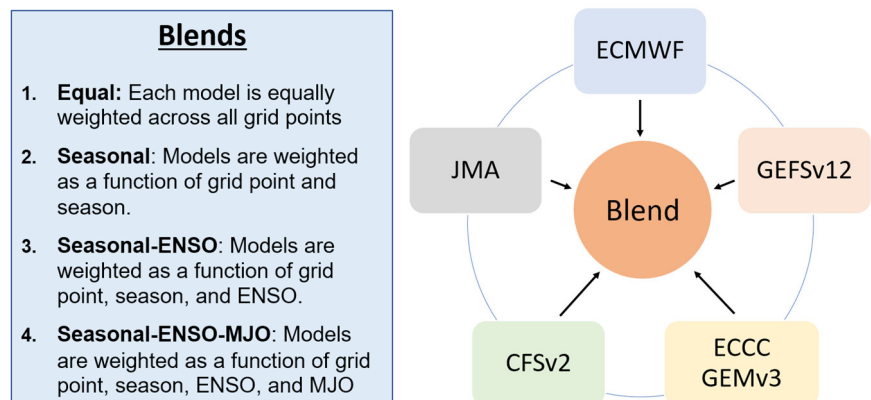 Blends
1. Equal: Each model is equally
weighted across all grid points
2. Seasonal: Models are weighted
as a function of grid point and
season.
3. Seasonal-ENSO: Models are
weighted as a function of grid
point, season, and ENSO.
4. Seasonal-ENSO-MJO: Models
are weighted as a function of grid
point, season, ENSO, and MJO
ECMWF
JMA
GEFSv12
Blend
CFSv2
ECCC
GEMv3